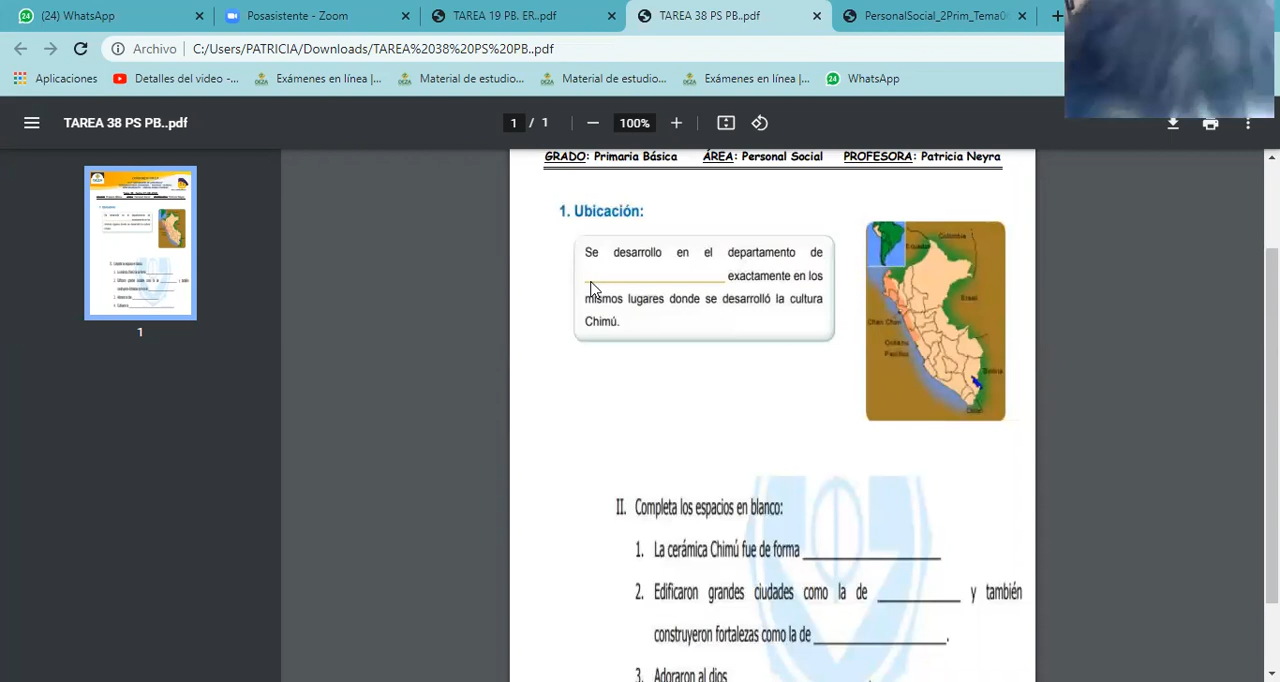 (24) WhatsApp
Posasistente - Zoom
TAREA 19 PB. ER..pdf
TAREA 38 PS PB..pdf
PersonalSocial_2Prim_Tema0
Archivo
C:/Users/PATRICIA/Downloads/TAREA%2038%20PS%20PB..pdf
Aplicaciones
Detalles del video -...
Exámenes en línea |...
Material de estudio...
Material de estudio...
Exámenes en línea |...
WhatsApp
TAREA 38 PS PB..pdf
1 / 1
100%
GRADO: Primaria Básica ÁREA: Personal Social PROFESORA: Patricia Neyra
1. Ubicación:
Se desarrollo en el departamento de
____________________ exactamente en los
mismos lugares donde se desarrolló la cultura
Chimú.
Colombia
Ecuador
Brasil
Chan Chan
Océano
Pacífico
Bolivia
II. Completa los espacios en blanco:
1. La cerámica Chimú fue de forma ____________________
2. Edificaron grandes ciudades como la de ____________ y también
construyeron fortalezas como la de ____________________.
3. Adoraron al dios
1